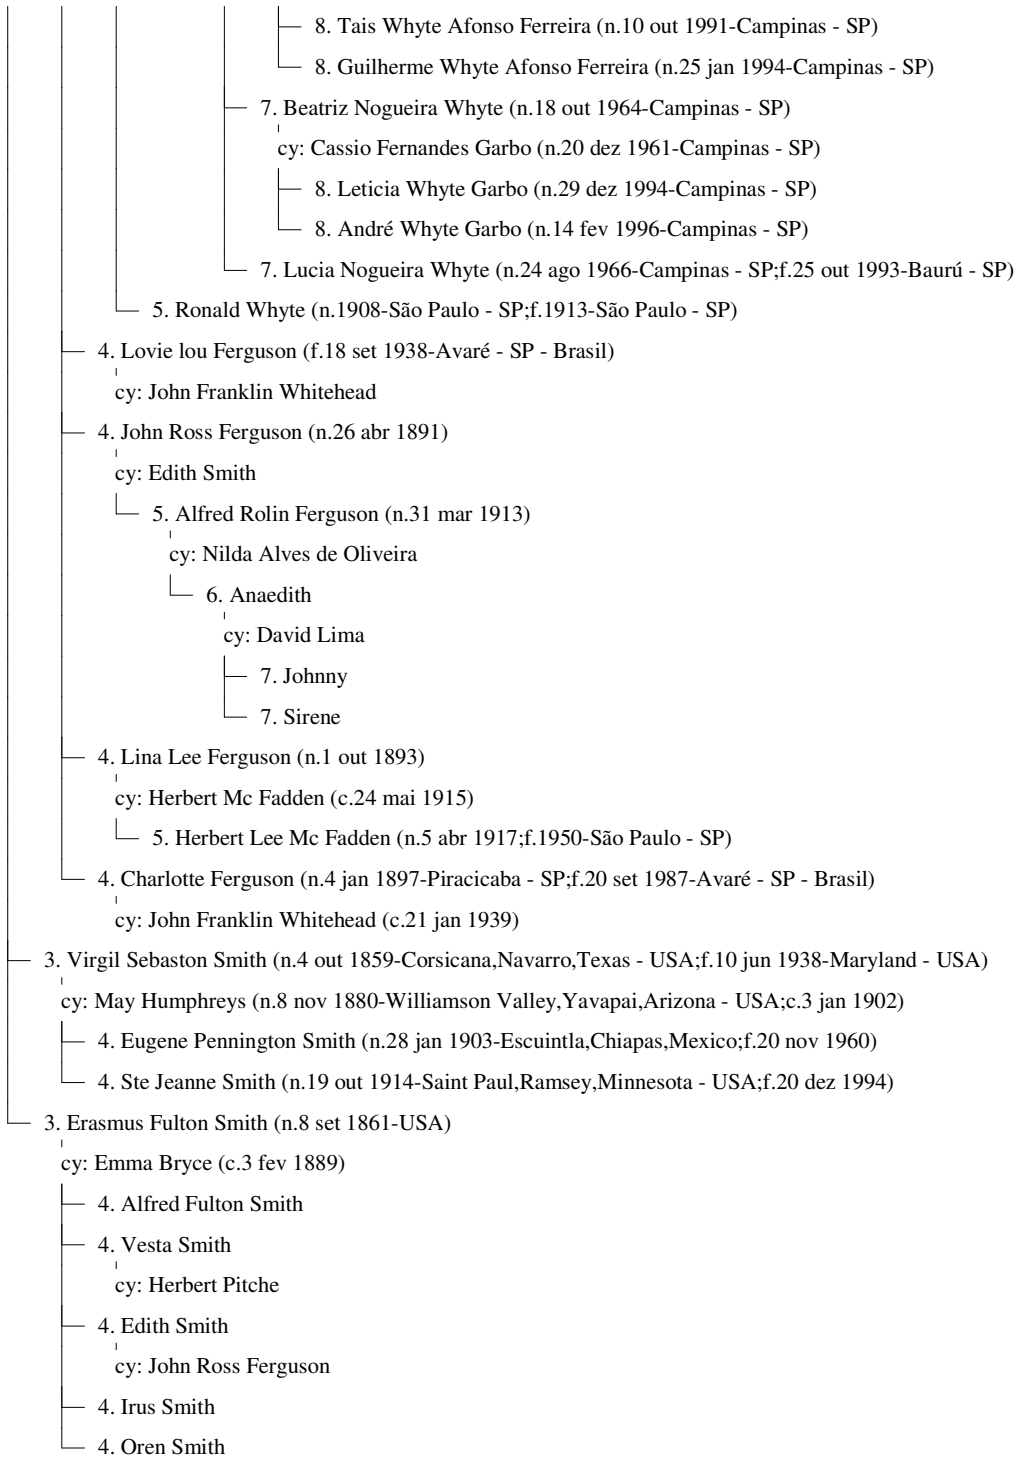 8. Tais Whyte Afonso Ferreira (n.10 out 1991-Campinas - SP)
8. Guilherme Whyte Afonso Ferreira (n.25 jan 1994-Campinas - SP)
7. Beatriz Nogueira Whyte (n.18 out 1964-Campinas - SP)
cy: Cassio Fernandes Garbo (n.20 dez 1961-Campinas - SP)
8. Leticia Whyte Garbo (n.29 dez 1994-Campinas - SP)
8. André Whyte Garbo (n.14 fev 1996-Campinas - SP)
7. Lucia Nogueira Whyte (n.24 ago 1966-Campinas - SP;f.25 out 1993-Baurú - SP)
5. Ronald Whyte (n.1908-São Paulo - SP;f.1913-São Paulo - SP)
4. Lovie lou Ferguson (f.18 set 1938-Avaré - SP - Brasil)
cy: John Franklin Whitehead
4. John Ross Ferguson (n.26 abr 1891)
cy: Edith Smith
5. Alfred Rolin Ferguson (n.31 mar 1913)
cy: Nilda Alves de Oliveira
6. Anaedith
cy: David Lima
7. Johnny
7. Sirene
4. Lina Lee Ferguson (n.1 out 1893)
cy: Herbert Mc Fadden (c.24 mai 1915)
5. Herbert Lee Mc Fadden (n.5 abr 1917;f.1950-São Paulo - SP)
4. Charlotte Ferguson (n.4 jan 1897-Piracicaba - SP;f.20 set 1987-Avaré - SP - Brasil)
cy: John Franklin Whitehead (c.21 jan 1939)
3. Virgil Sebaston Smith (n.4 out 1859-Corsicana,Navarro,Texas - USA;f.10 jun 1938-Maryland - USA)
cy: May Humphreys (n.8 nov 1880-Williamson Valley,Yavapai,Arizona - USA;c.3 jan 1902)
4. Eugene Pennington Smith (n.28 jan 1903-Escuintla,Chiapas,Mexico;f.20 nov 1960)
4. Ste Jeanne Smith (n.19 out 1914-Saint Paul,Ramsey,Minnesota - USA;f.20 dez 1994)
3. Erasmus Fulton Smith (n.8 set 1861-USA)
cy: Emma Bryce (c.3 fev 1889)
4. Alfred Fulton Smith
4. Vesta Smith
cy: Herbert Pitche
4. Edith Smith
cy: John Ross Ferguson
4. Irus Smith
4. Oren Smith